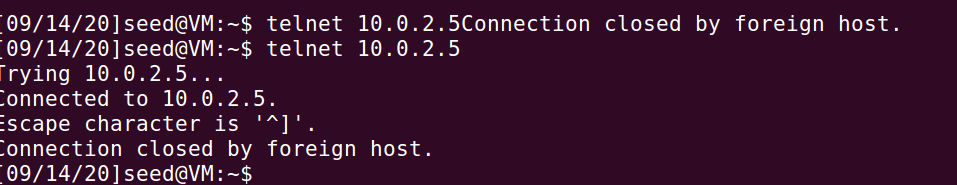 [09/14/20]seed@VM:~$ telnet 10.0.2.5Connection closed by foreign host.
[09/14/20]seed@VM:~$ telnet 10.0.2.5
Trying 10.0.2.5...
Connected to 10.0.2.5.
Escape character is '^]'.
Connection closed by foreign host.
[09/14/20]seed@VM:~$